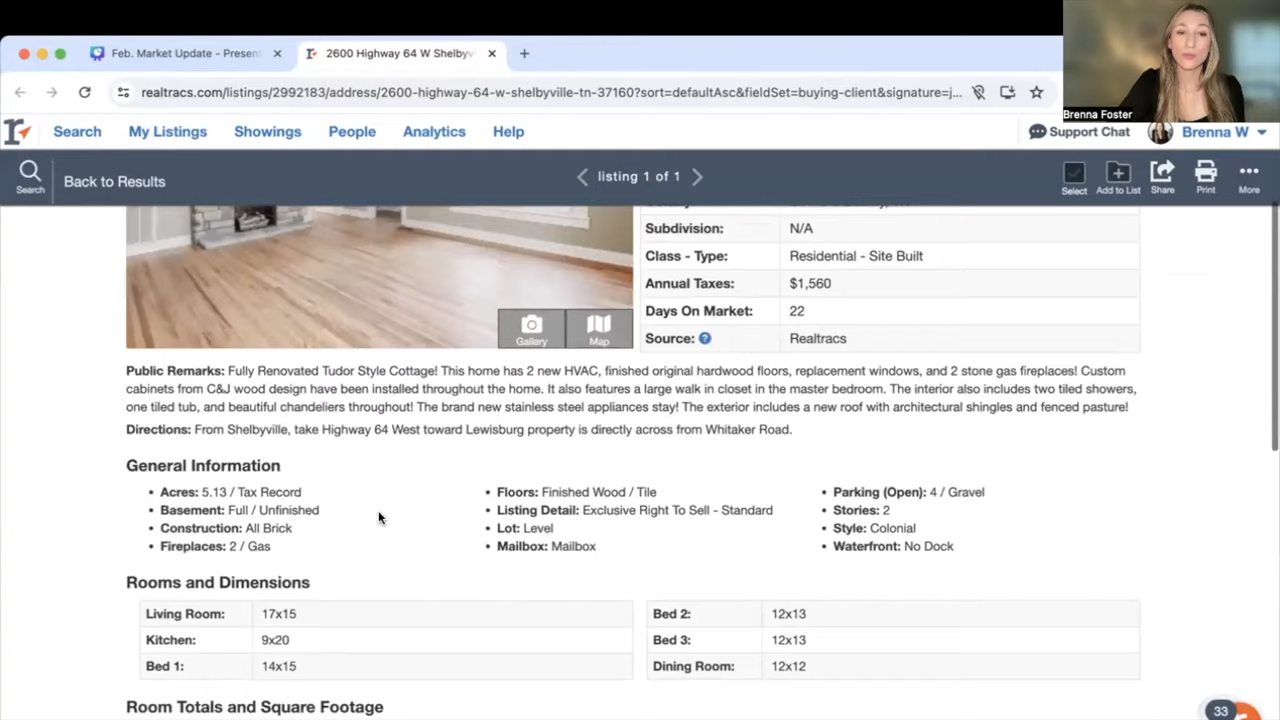 Feb. Market Update - Presen
2600 Highway 64 W Shelbyv
realtracs.com/listings/2992183/address/2600-highway-64-w-shelbyville-tn-37160?sort=defaultAsc&fieldSet=buying-client&signature=j...
Brenna Foster
Search My Listings Showings People Analytics Help
Support Chat Brenna W
Search
Back to Results
listing 1 of 1
Select Add to List Share Print More
Subdivision: N/A
Class - Type: Residential - Site Built
Annual Taxes: $1,560
Days On Market: 22
Source: ? Realtracs
Gallery Map
Public Remarks: Fully Renovated Tudor Style Cottage! This home has 2 new HVAC, finished original hardwood floors, replacement windows, and 2 stone gas fireplaces! Custom
cabinets from C&J wood design have been installed throughout the home. It also features a large walk in closet in the master bedroom. The interior also includes two tiled showers,
one tiled tub, and beautiful chandeliers throughout! The brand new stainless steel appliances stay! The exterior includes a new roof with architectural shingles and fenced pasture!
Directions: From Shelbyville, take Highway 64 West toward Lewisburg property is directly across from Whitaker Road.
General Information
• Acres: 5.13 / Tax Record
• Basement: Full / Unfinished
• Construction: All Brick
• Fireplaces: 2 / Gas
• Floors: Finished Wood / Tile
• Listing Detail: Exclusive Right To Sell - Standard
• Lot: Level
• Mailbox: Mailbox
• Parking (Open): 4 / Gravel
• Stories: 2
• Style: Colonial
• Waterfront: No Dock
Rooms and Dimensions
Living Room: 17x15
Kitchen: 9x20
Bed 1: 14x15
Bed 2: 12x13
Bed 3: 12x13
Dining Room: 12x12
Room Totals and Square Footage
33